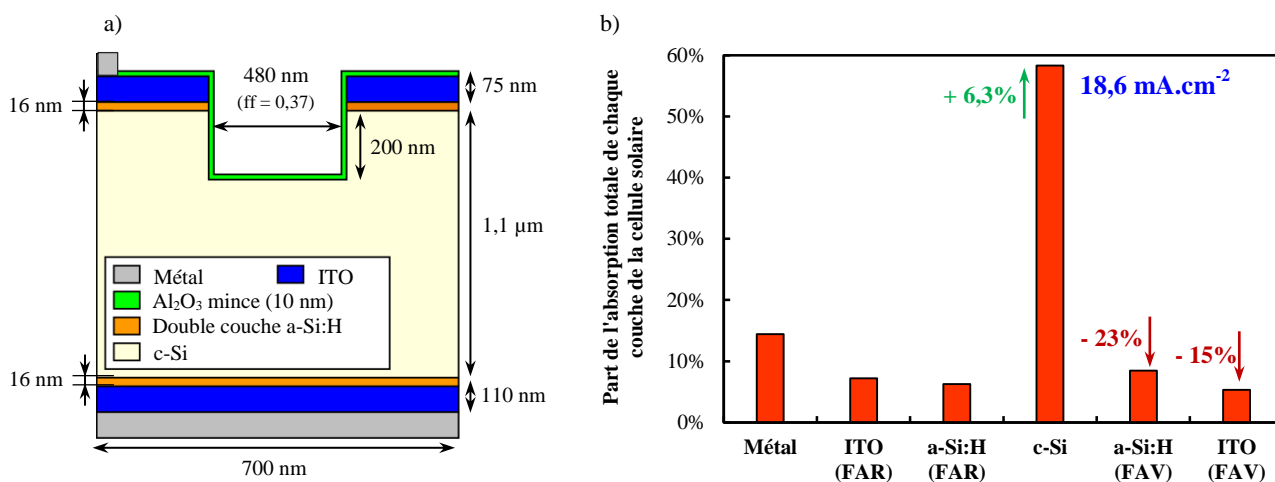 a)
480 nm
(ff = 0,37)
75 nm
16 nm
200 nm
1,1 µm
Métal
ITO
Al₂O₃ mince (10 nm)
Double couche a-Si:H
c-Si
16 nm
110 nm
700 nm
b)
Part de l'absorption totale de chaque
couche de la cellule solaire
60%
50%
40%
30%
20%
10%
0%
+ 6,3%
18,6 mA.cm⁻²
- 23%
- 15%
Métal
ITO
(FAR)
a-Si:H
(FAR)
c-Si
a-Si:H
(FAV)
ITO
(FAV)